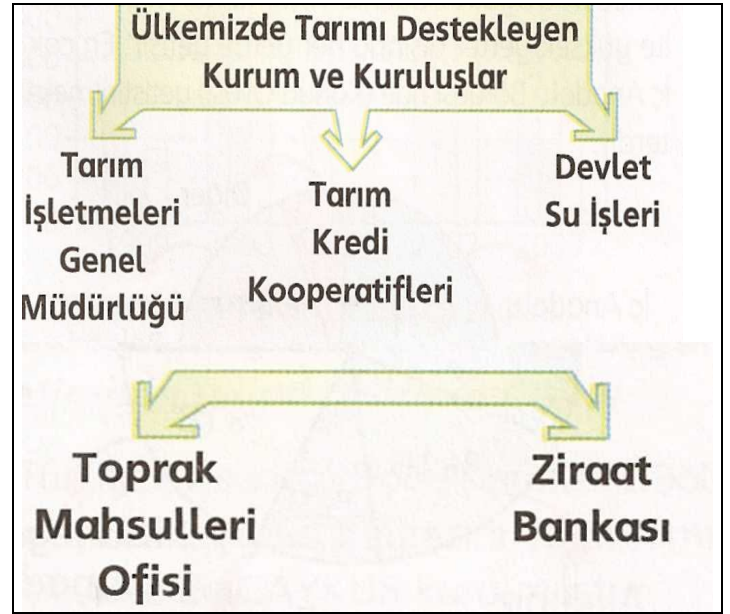 Ülkemizde Tarımı Destekleyen
Kurum ve Kuruluşlar
Tarım
İşletmeleri
Genel
Müdürlüğü
Tarım
Kredi
Kooperatifleri
Devlet
Su İşleri
Toprak
Mahsulleri
Ofisi
Ziraat
Bankası